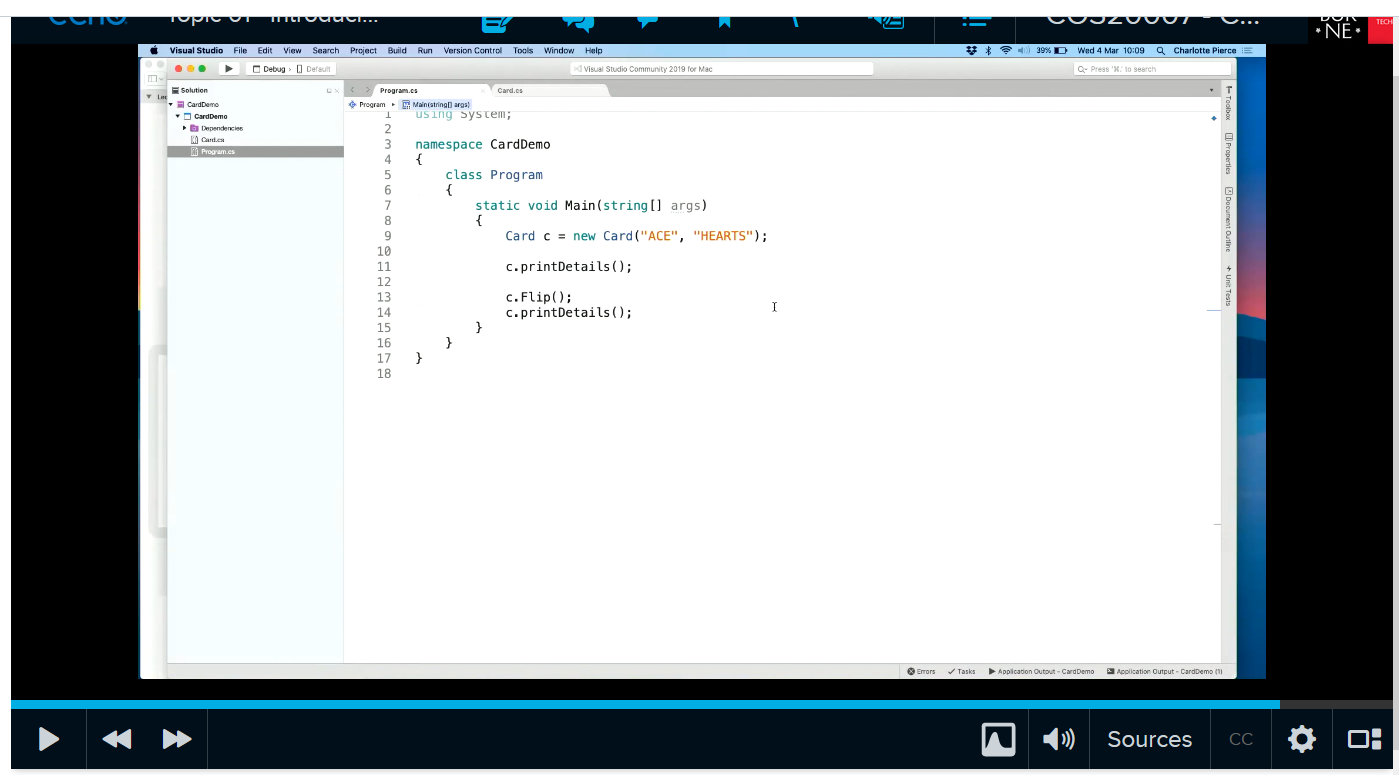 echo
Topic 01 - Introduci...
COS20007 - C...
NE
TECH
Visual Studio File Edit View Search Project Build Run Version Control Tools Window Help
39% Wed 4 Mar 10:09 Charlotte Pierce
Debug › Default
Visual Studio Community 2019 for Mac
Press '⌘.' to search
Solution
Program.cs
Card.cs
Program
Main(string[] args)
CardDemo
CardDemo
Dependencies
Card.cs
Program.cs
1 using System;
2
3 namespace CardDemo
4 {
5 class Program
6 {
7 static void Main(string[] args)
8 {
9 Card c = new Card("ACE", "HEARTS");
10
11 c.printDetails();
12
13 c.Flip();
14 c.printDetails();
15 }
16 }
17 }
18
Toolbox
Properties
Document Outline
Unit Tests
Errors Tasks Application Output - CardDemo Application Output - CardDemo (1)
Sources CC